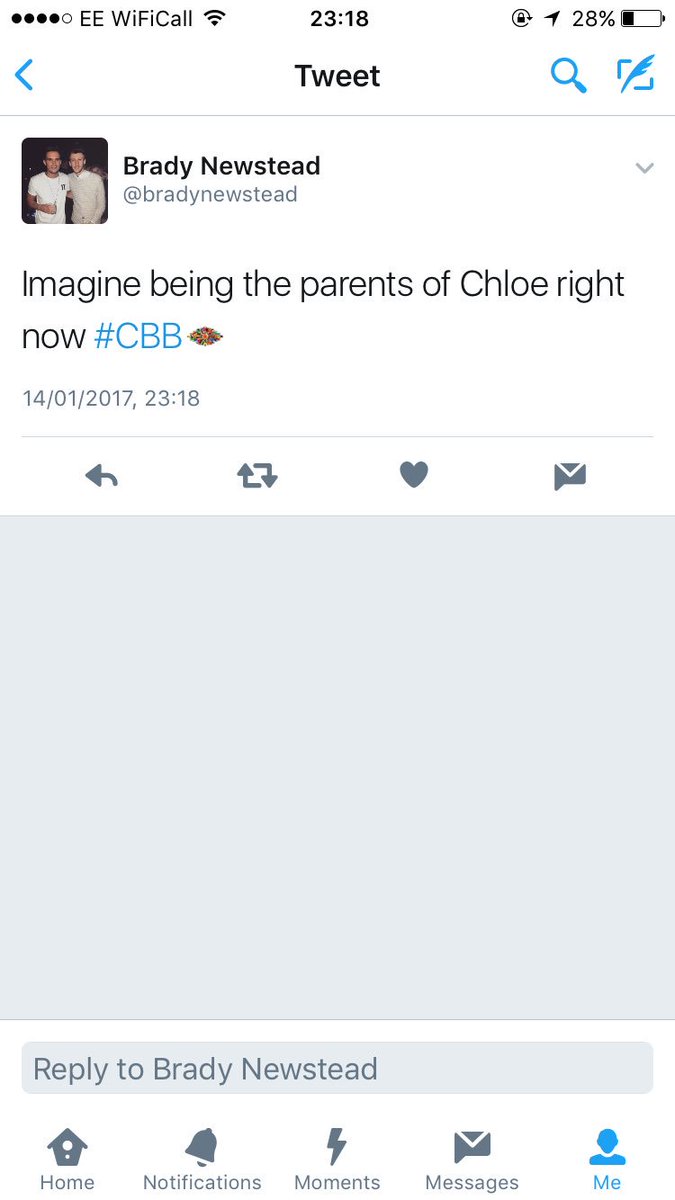 EE WiFiCall 23:18 28%
Tweet
Brady Newstead
@bradynewstead
Imagine being the parents of Chloe right
now #CBB
14/01/2017, 23:18
Reply to Brady Newstead
Home Notifications Moments Messages Me